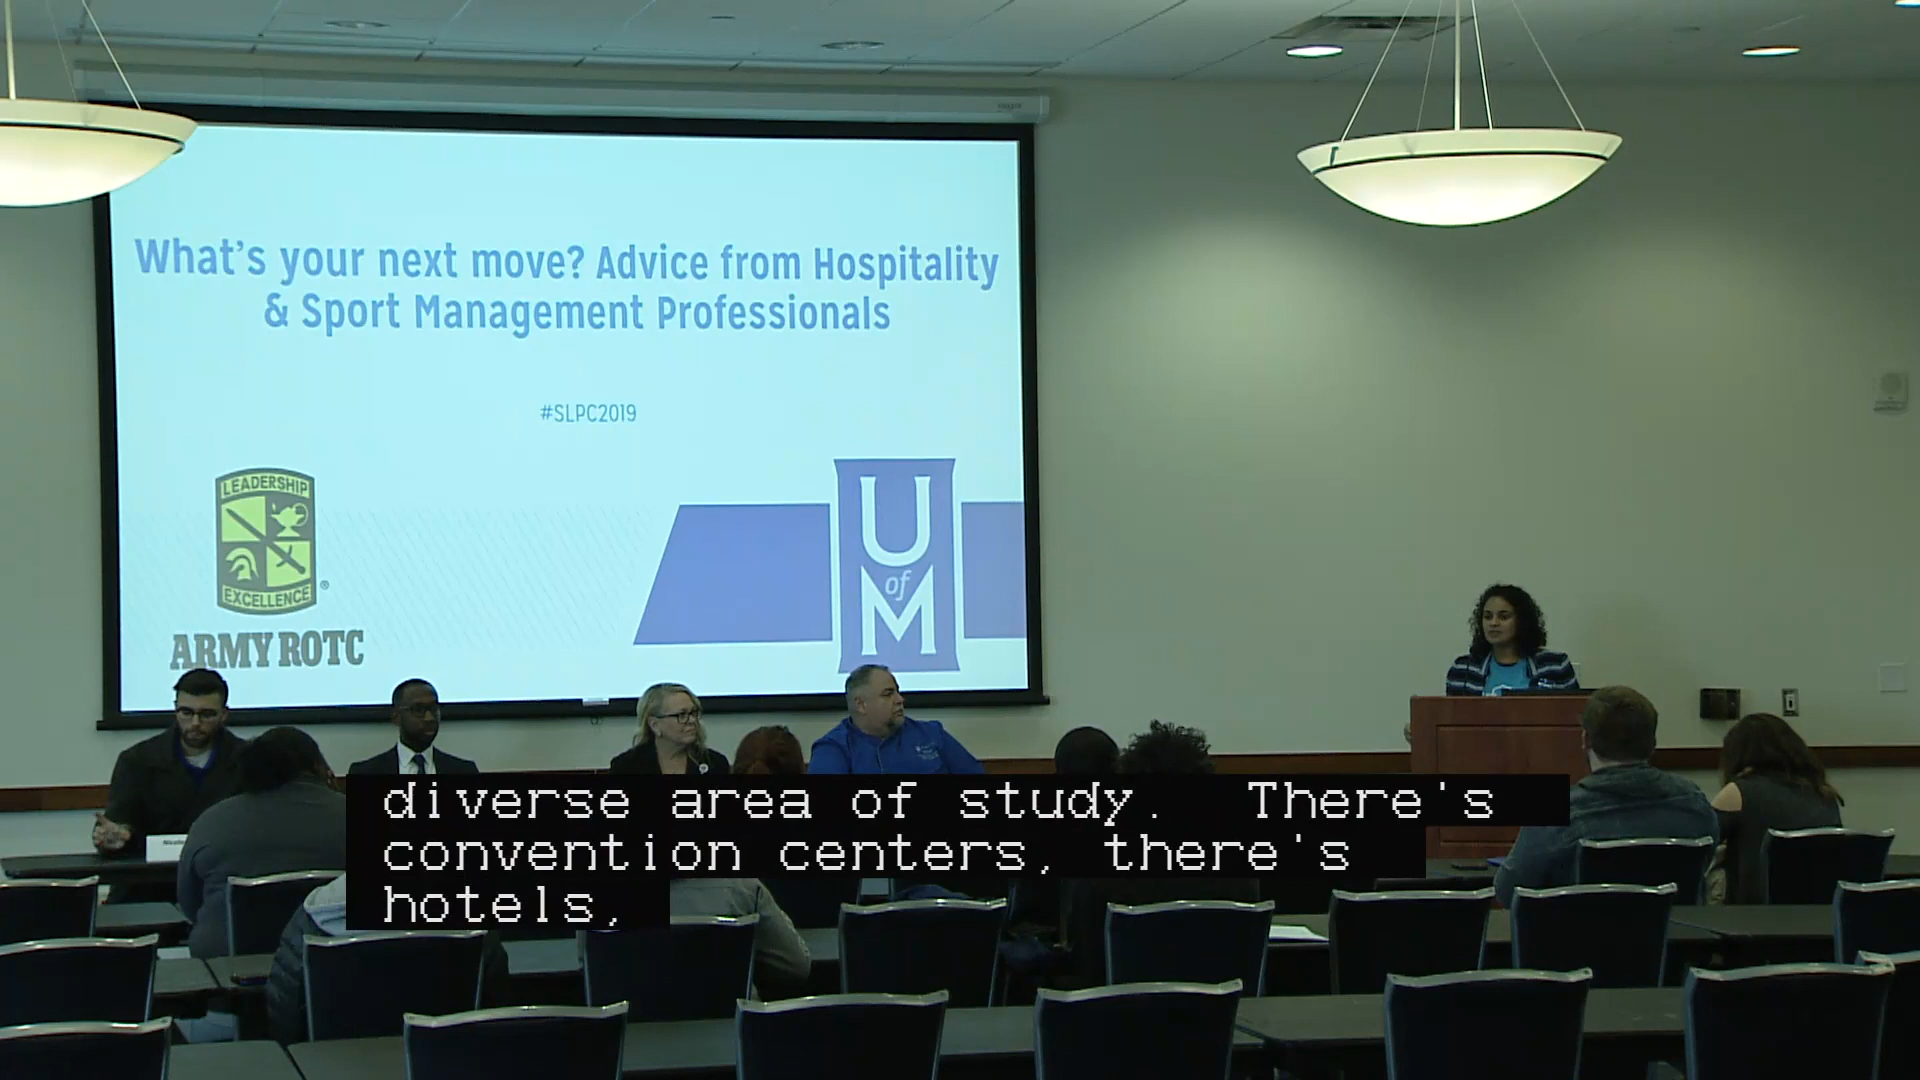 What's your next move? Advice from Hospitality
& Sport Management Professionals
#SLPC2019
LEADERSHIP
EXCELLENCE
®
ARMY ROTC
U
of
M
diverse area of study.  There's
convention centers, there's
hotels,